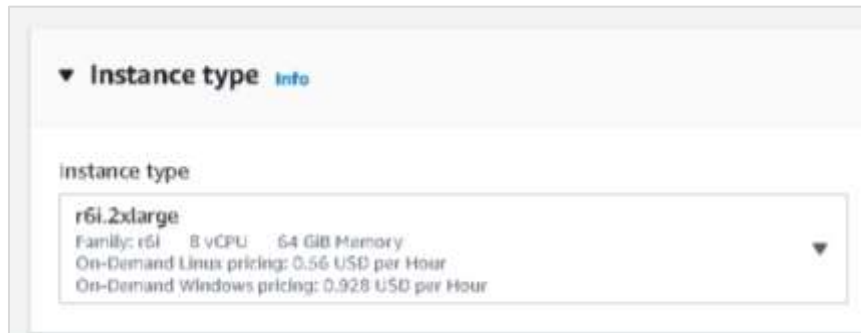 Instance type Info
Instance type
r6i.2xlarge
Family: r6i 8 vCPU 64 GiB Memory
On-Demand Linux pricing: 0.56 USD per Hour
On-Demand Windows pricing: 0.928 USD per Hour